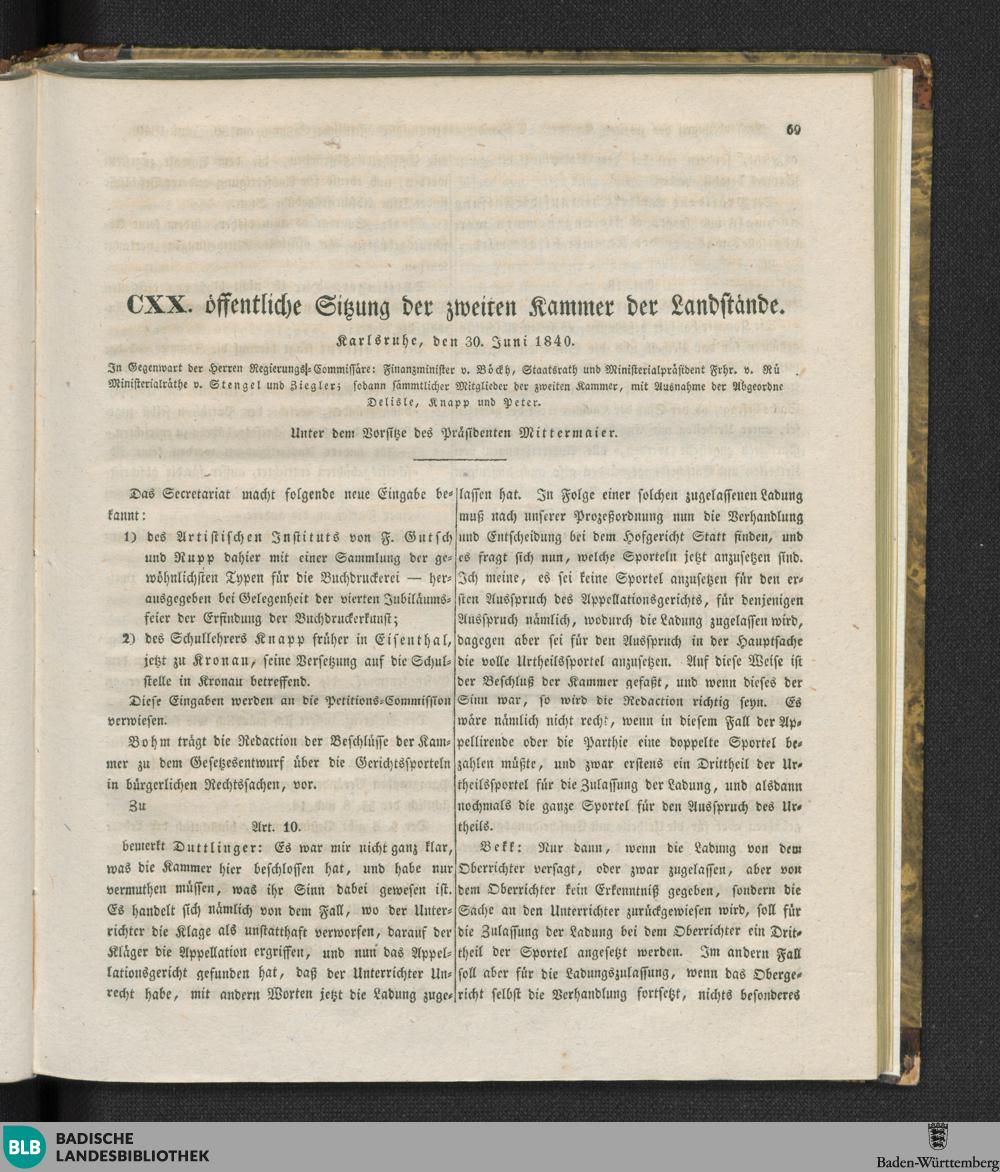 69
CXX. öffentliche Sitzung der zweiten Kammer der Landstände.
Karlsruhe, den 30. Juni 1840.
In Gegenwart der Herren Regierungs-Commissäre: Finanzminister v. Böckh, Staatsrath und Ministerialpräsident Frhr. v. Rü
Ministerialräthe v. Stengel und Ziegler; sodann sämmtlicher Mitglieder der zweiten Kammer, mit Ausnahme der Abgeordne
Delisle, Knapp und Peter.
Unter dem Vorsitze des Präsidenten Mittermaier.
Das Secretariat macht folgende neue Eingabe be-
kannt:
1) des Artistischen Instituts von F. Gutsch
und Rupp dahier mit einer Sammlung der ge-
wöhnlichsten Typen für die Buchdruckerei — her-
ausgegeben bei Gelegenheit der vierten Jubiläums-
feier der Erfindung der Buchdruckerkunst;
2) des Schullehrers Knapp früher in Eisenthal,
jetzt zu Kronau, seine Versetzung auf die Schul-
stelle in Kronau betreffend.
Diese Eingaben werden an die Petitions-Commission
verwiesen.
Bohm trägt die Redaction der Beschlüsse der Kam-
mer zu dem Gesetzesentwurf über die Gerichtssporteln
in bürgerlichen Rechtssachen, vor.
Zu
Art. 10.
bemerkt Duttlinger: Es war mir nicht ganz klar,
was die Kammer hier beschlossen hat, und habe nur
vermuthen müssen, was ihr Sinn dabei gewesen ist.
Es handelt sich nämlich von dem Fall, wo der Unter-
richter die Klage als unstatthaft verworfen, darauf der
Kläger die Appellation ergriffen, und nun das Appel-
lationsgericht gefunden hat, daß der Unterrichter Un-
recht habe, mit andern Worten jetzt die Ladung zuge-
lassen hat. In Folge einer solchen zugelassenen Ladung
muß nach unserer Prozeßordnung nun die Verhandlung
und Entscheidung bei dem Hofgericht Statt finden, und
es fragt sich nun, welche Sporteln jetzt anzusetzen sind.
Ich meine, es sei keine Sportel anzusetzen für den er-
sten Ausspruch des Appellationsgerichts, für denjenigen
Ausspruch nämlich, wodurch die Ladung zugelassen wird,
dagegen aber sei für den Ausspruch in der Hauptsache
die volle Urtheilssportel anzusetzen. Auf diese Weise ist
der Beschluß der Kammer gefaßt, und wenn dieses der
Sinn war, so wird die Redaction richtig seyn. Es
wäre nämlich nicht recht, wenn in diesem Fall der Ap-
pellirende oder die Parthie eine doppelte Sportel be-
zahlen müßte, und zwar erstens ein Drittheil der Ur-
theilssportel für die Zulassung der Ladung, und alsdann
nochmals die ganze Sportel für den Ausspruch des Ur-
theils.
Bekk: Nur dann, wenn die Ladung von dem
Oberrichter versagt, oder zwar zugelassen, aber von
dem Oberrichter kein Erkenntniß gegeben, sondern die
Sache an den Unterrichter zurückgewiesen wird, soll für
die Zulassung der Ladung bei dem Oberrichter ein Drit-
theil der Sportel angesetzt werden. Im andern Fall
soll aber für die Ladungszulassung, wenn das Oberge-
richt selbst die Verhandlung fortsetzt, nichts besonderes
BLB
BADISCHE
LANDESBIBLIOTHEK
Baden-Württemberg